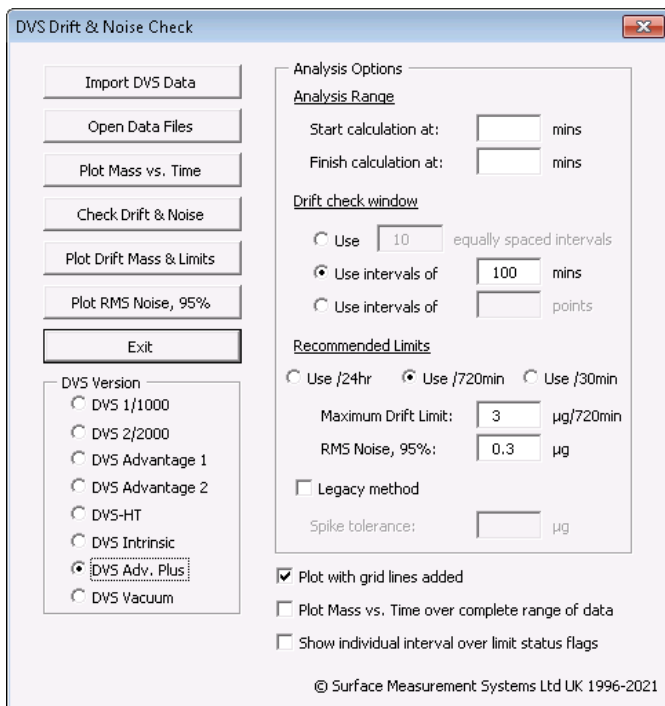 DVS Drift & Noise Check
Import DVS Data
Open Data Files
Plot Mass vs. Time
Check Drift & Noise
Plot Drift Mass & Limits
Plot RMS Noise, 95%
Exit
DVS Version
DVS 1/1000
DVS 2/2000
DVS Advantage 1
DVS Advantage 2
DVS-HT
DVS Intrinsic
DVS Adv. Plus
DVS Vacuum
Analysis Options
Analysis Range
Start calculation at: mins
Finish calculation at: mins
Drift check window
Use 10 equally spaced intervals
Use intervals of 100 mins
Use intervals of points
Recommended Limits
Use /24hr Use /720min Use /30min
Maximum Drift Limit: 3 µg/720min
RMS Noise, 95%: 0.3 µg
Legacy method
Spike tolerance: µg
Plot with grid lines added
Plot Mass vs. Time over complete range of data
Show individual interval over limit status flags
© Surface Measurement Systems Ltd UK 1996-2021